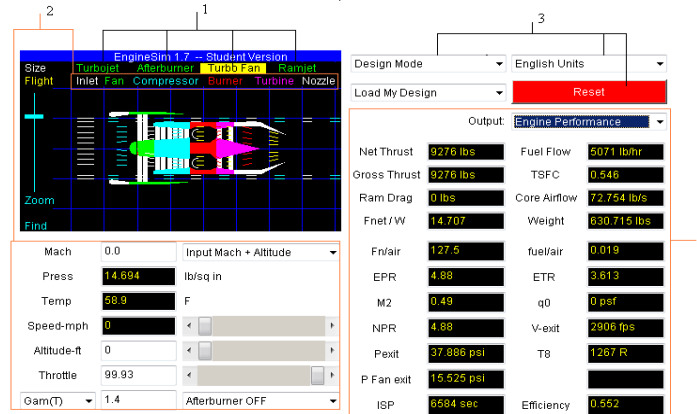 2 1 3
EngineSim 1.7 -- Student Version
Size Turbojet Afterburner Turbo Fan Ramjet
Flight Inlet Fan Compressor Burner Turbine Nozzle
Zoom
Find
Design Mode English Units
Load My Design Reset
Output: Engine Performance
Net Thrust 9276 lbs Fuel Flow 5071 lb/hr
Gross Thrust 9276 lbs TSFC 0.546
Ram Drag 0 lbs Core Airflow 72.754 lb/s
Fnet / W 14.707 Weight 630.715 lbs
Fn/air 127.5 fuel/air 0.019
EPR 4.88 ETR 3.613
M2 0.49 q0 0 psf
NPR 4.88 V-exit 2906 fps
Pexit 37.886 psi T8 1267 R
P Fan exit 15.525 psi
ISP 6584 sec Efficiency 0.552
Mach 0.0 Input Mach + Altitude
Press 14.694 lb/sq in
Temp 58.9 F
Speed-mph 0
Altitude-ft 0
Throttle 99.93
Gam(T) 1.4 Afterburner OFF